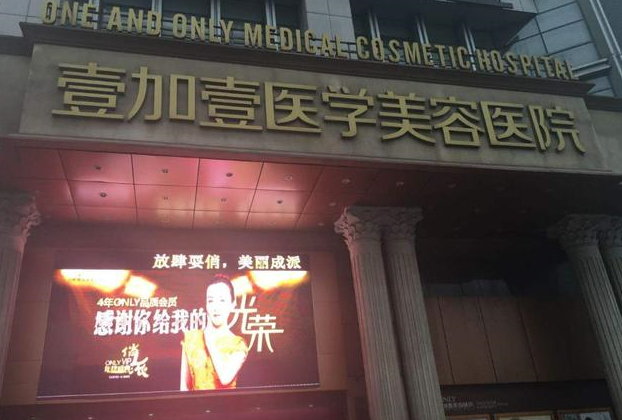 ONE AND ONLY MEDICAL COSMETIC HOSPITAL
壹加壹医学美容医院
放肆耍俏，美丽成派
4年ONLY品质会员
感谢你给我的光荣
ONLY VIP